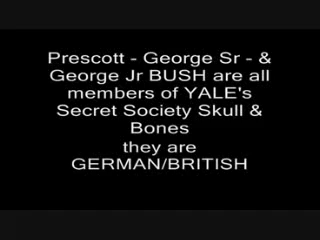 Prescott - George Sr - &
George Jr BUSH are all
members of YALE's
Secret Society Skull &
Bones
they are
GERMAN/BRITISH